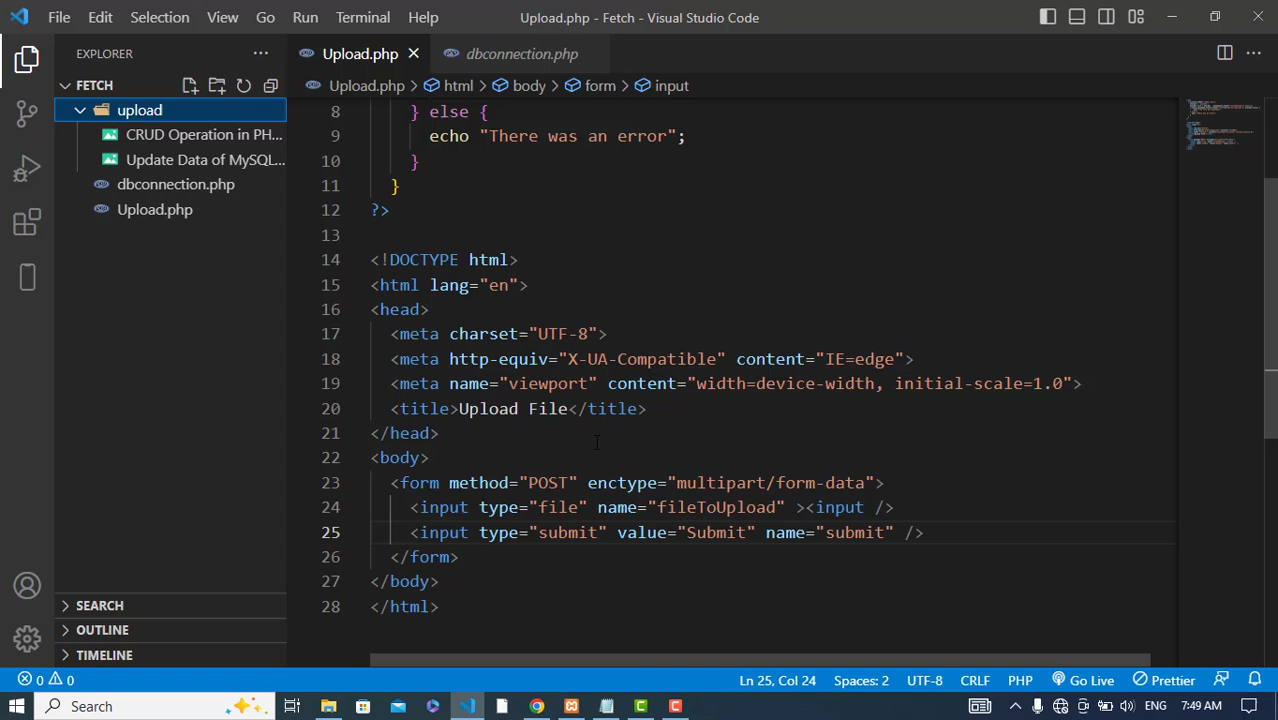 File Edit Selection View Go Run Terminal Help
Upload.php - Fetch - Visual Studio Code
EXPLORER
FETCH
upload
CRUD Operation in PH...
Update Data of MySQL...
dbconnection.php
Upload.php
SEARCH
OUTLINE
TIMELINE
Upload.php
dbconnection.php
Upload.php > html > body > form > input
8 } else {
9 echo "There was an error";
10 }
11 }
12 ?>
13
14 <!DOCTYPE html>
15 <html lang="en">
16 <head>
17 <meta charset="UTF-8">
18 <meta http-equiv="X-UA-Compatible" content="IE=edge">
19 <meta name="viewport" content="width=device-width, initial-scale=1.0">
20 <title>Upload File</title>
21 </head>
22 <body>
23 <form method="POST" enctype="multipart/form-data">
24 <input type="file" name="fileToUpload" ><input />
25 <input type="submit" value="Submit" name="submit" />
26 </form>
27 </body>
28 </html>
0 0
Ln 25, Col 24 Spaces: 2 UTF-8 CRLF PHP Go Live Prettier
Search
ENG 7:49 AM